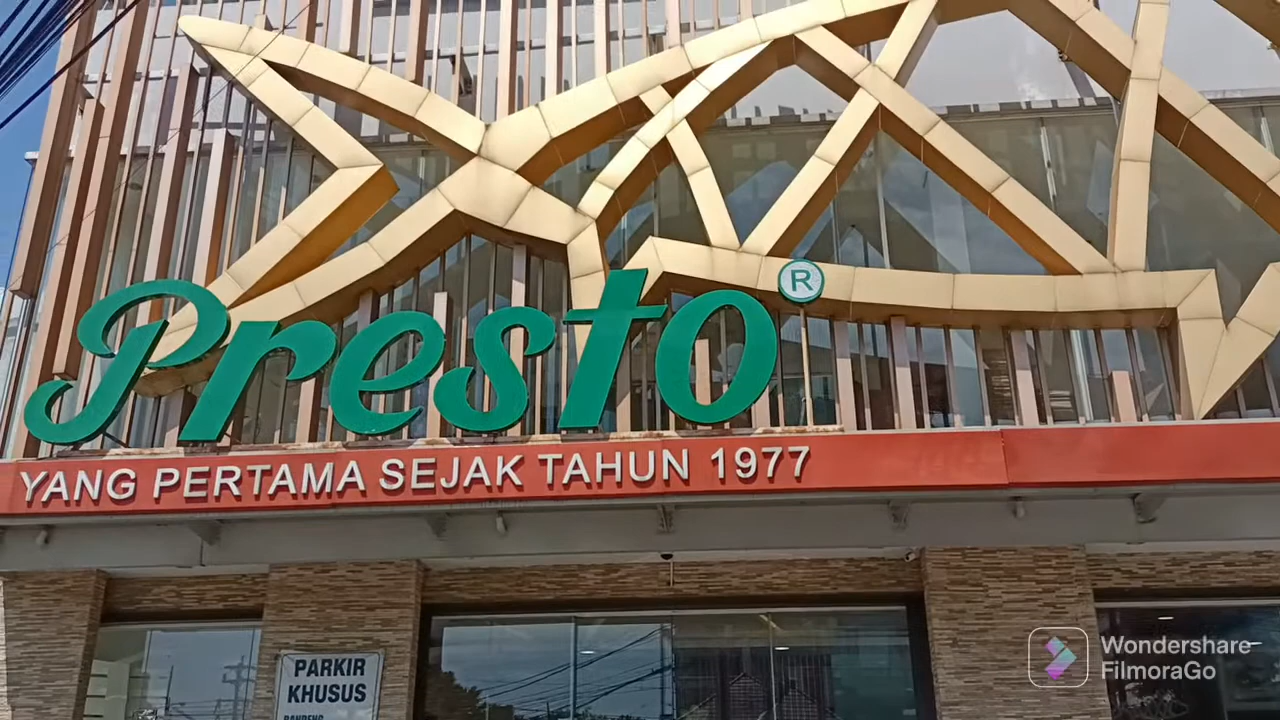 Presto ®
YANG PERTAMA SEJAK TAHUN 1977
PARKIR
KHUSUS
Wondershare
FilmoraGo